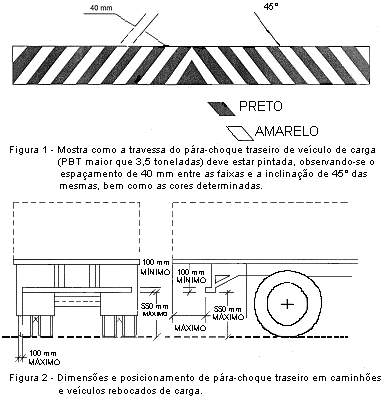 40 mm
45°
PRETO
AMARELO
Figura 1 - Mostra como a travessa do pára-choque traseiro de veículo de carga
(PBT maior que 3,5 toneladas) deve estar pintada, observando-se o
espaçamento de 40 mm entre as faixas e a inclinação de 45° das
mesmas, bem como as cores determinadas.
100 mm
MÍNIMO
100 mm
MÍNIMO
550 mm
MÁXIMO
MÁXIMO
550 mm
MÁXIMO
100 mm
MÁXIMO
Figura 2 - Dimensões e posicionamento de pára-choque traseiro em caminhões
e veículos rebocados de carga.